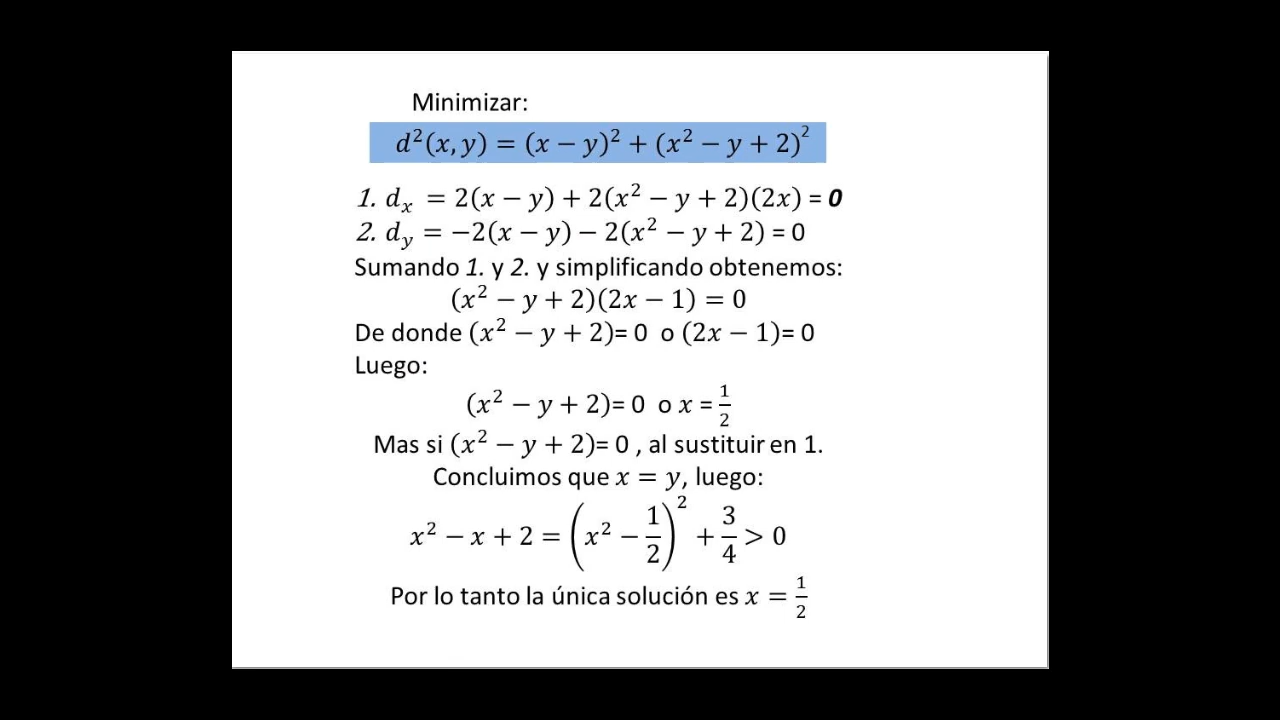 Minimizar:
d²(x, y) = (x − y)² + (x² − y + 2)²
1. dₓ = 2(x − y) + 2(x² − y + 2)(2x) = 0
2. d_y = −2(x − y) − 2(x² − y + 2) = 0
Sumando 1. y 2. y simplificando obtenemos:
(x² − y + 2)(2x − 1) = 0
De donde (x² − y + 2)= 0 o (2x − 1)= 0
Luego:
(x² − y + 2)= 0 o x = 1/2
Mas si (x² − y + 2)= 0 , al sustituir en 1.
Concluimos que x = y, luego:
x² − x + 2 = (x² − 1/2)² + 3/4 > 0
Por lo tanto la única solución es x = 1/2